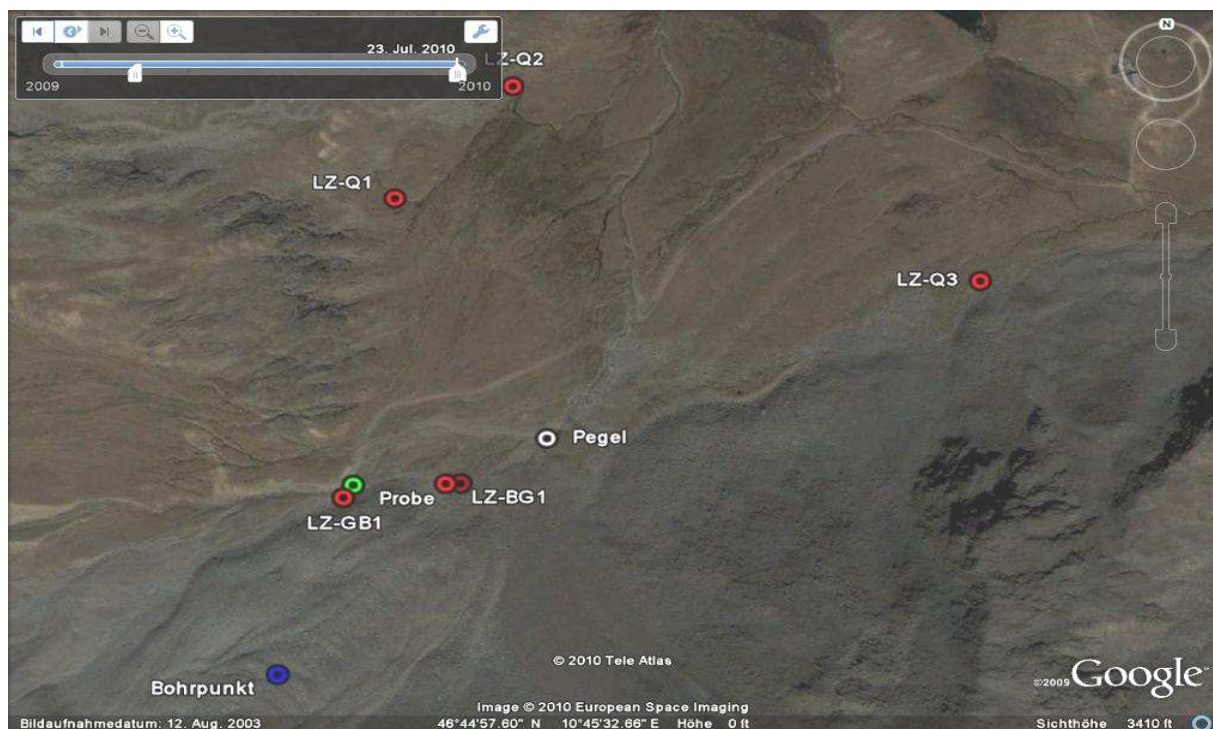 23. Jul. 2010
2009
2010
LZ-Q2
N
LZ-Q1
LZ-Q3
Pegel
Probe
LZ-BG1
LZ-GB1
Bohrpunkt
© 2010 Tele Atlas
©2009 Google™
Image © 2010 European Space Imaging
Bildaufnahmedatum: 12. Aug. 2003 46°44'57.60" N 10°45'32.66" E Höhe 0 ft Sichthöhe 3410 ft